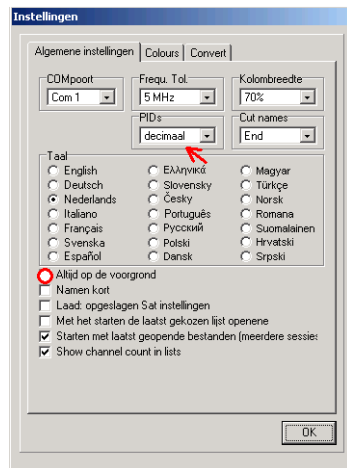 Instellingen
Algemene instellingen Colours Convert
COMpoort Frequ. Tol. Kolombreedte
Com 1 5 MHz 70%
PIDs Cut names
decimaal End
Taal
English Ελληνικά Magyar
Deutsch Slovensky Türkçe
Nederlands Česky Norsk
Italiano Português Romana
Français Русский Suomalainen
Svenska Polski Hrvatski
Español Dansk Srpski
Altijd op de voorgrond
Namen kort
Laad: opgeslagen Sat instellingen
Met het starten de laatst gekozen lijst openene
Starten met laatst geopende bestanden (meerdere sessies
Show channel count in lists
OK